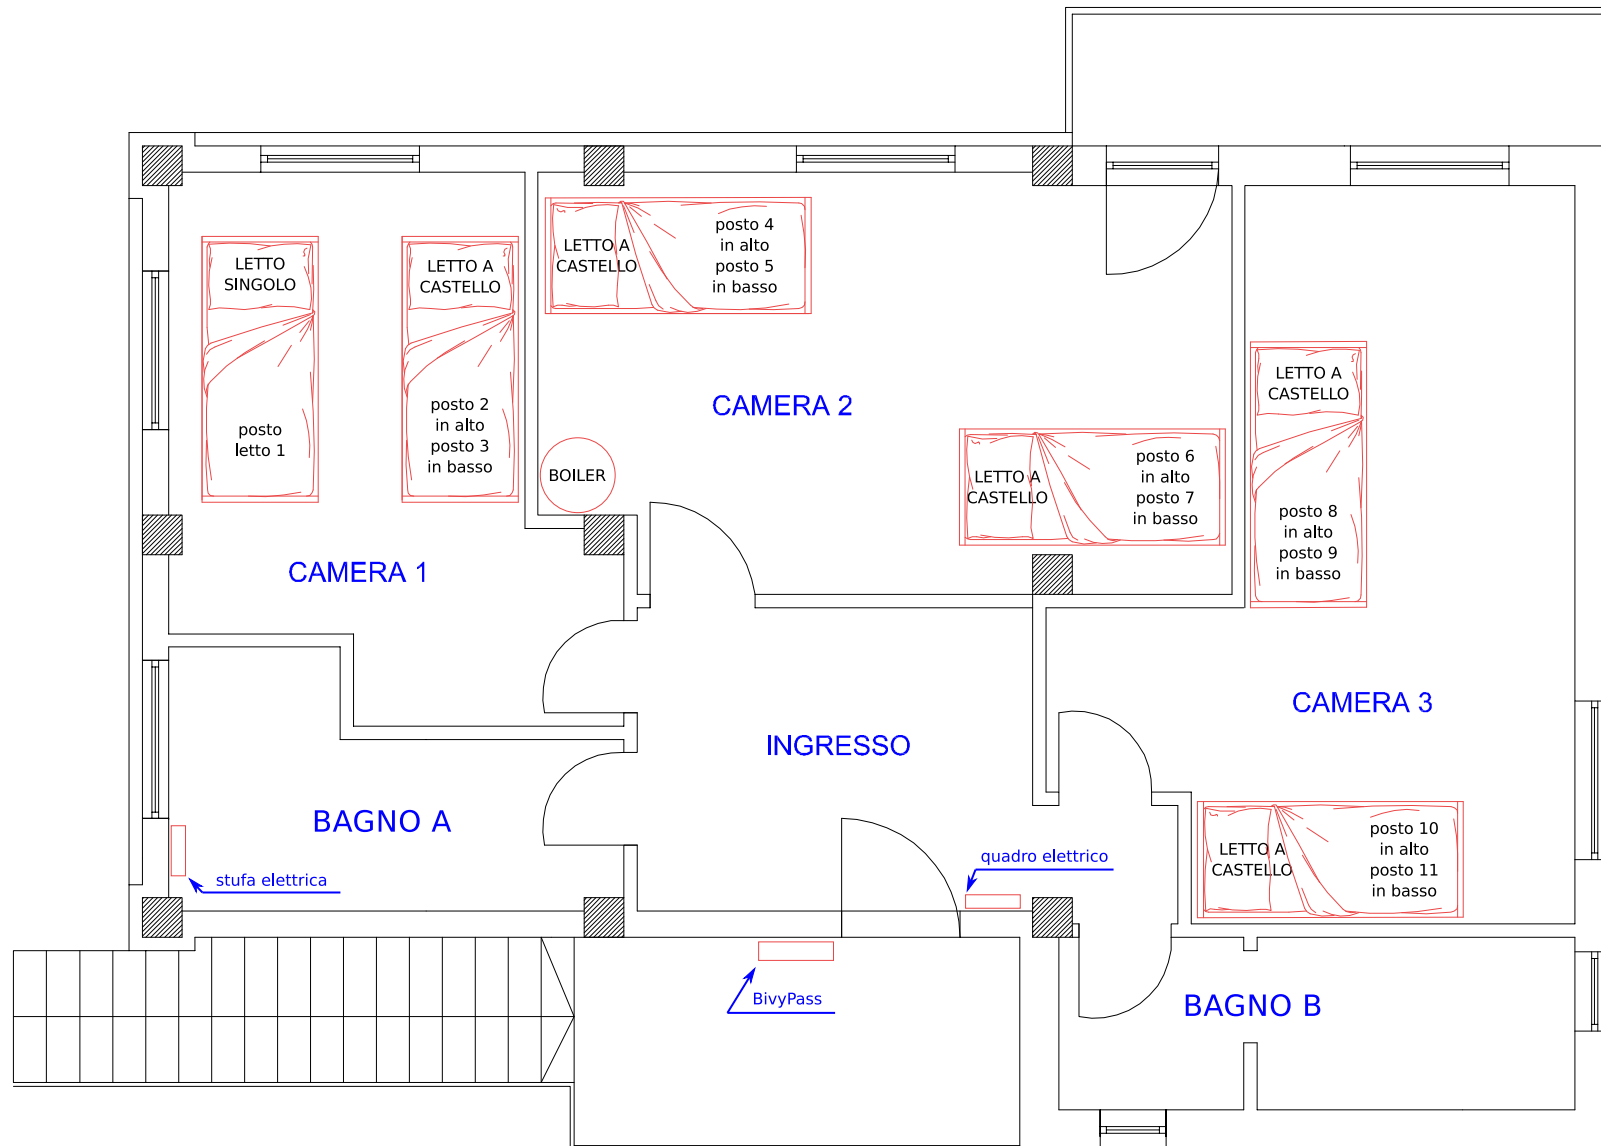 LETTO
SINGOLO
posto
letto 1
LETTO A
CASTELLO
posto 2
in alto
posto 3
in basso
CAMERA 1
LETTO A
CASTELLO
posto 4
in alto
posto 5
in basso
CAMERA 2
BOILER
LETTO A
CASTELLO
posto 6
in alto
posto 7
in basso
LETTO A
CASTELLO
posto 8
in alto
posto 9
in basso
CAMERA 3
INGRESSO
BAGNO A
stufa elettrica
quadro elettrico
LETTO A
CASTELLO
posto 10
in alto
posto 11
in basso
BivyPass
BAGNO B